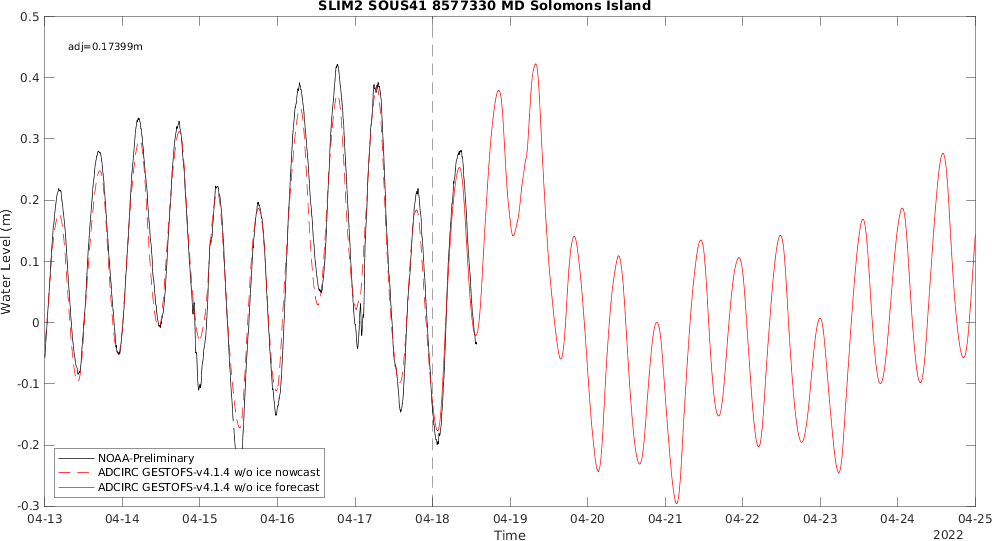 SLIM2 SOUS41 8577330 MD Solomons Island
adj=0.17399m
Water Level (m)
0.5
0.4
0.3
0.2
0.1
0
-0.1
-0.2
-0.3
NOAA-Preliminary
ADCIRC GESTOFS-v4.1.4 w/o ice nowcast
ADCIRC GESTOFS-v4.1.4 w/o ice forecast
04-13 04-14 04-15 04-16 04-17 04-18 04-19 04-20 04-21 04-22 04-23 04-24 04-25
Time
2022